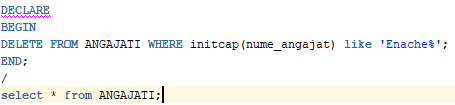 DECLARE
BEGIN
DELETE FROM ANGAJATI WHERE initcap(nume_angajat) like 'Enache%';
END;
/
select * from ANGAJATI;